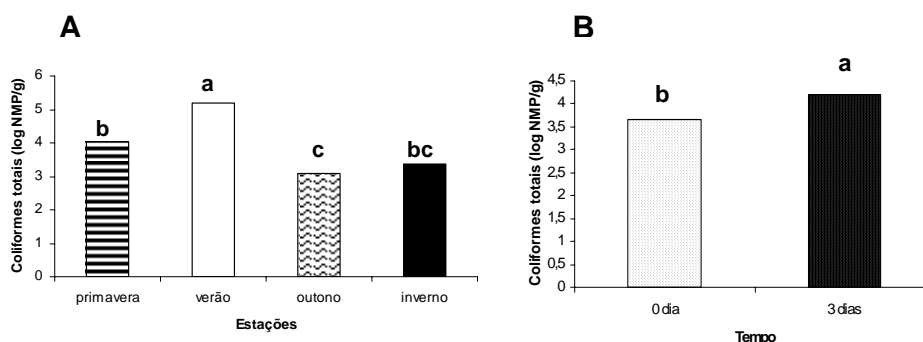 A
Coliformes totais (log NMP/g)
6
5
4
3
2
1
0
b
a
c
bc
primavera
verão
outono
inverno
Estações
B
Coliformes totais (log NMP/g)
4,5
4
3,5
3
2,5
2
1,5
1
0,5
0
b
a
0 dia
3 dias
Tempo